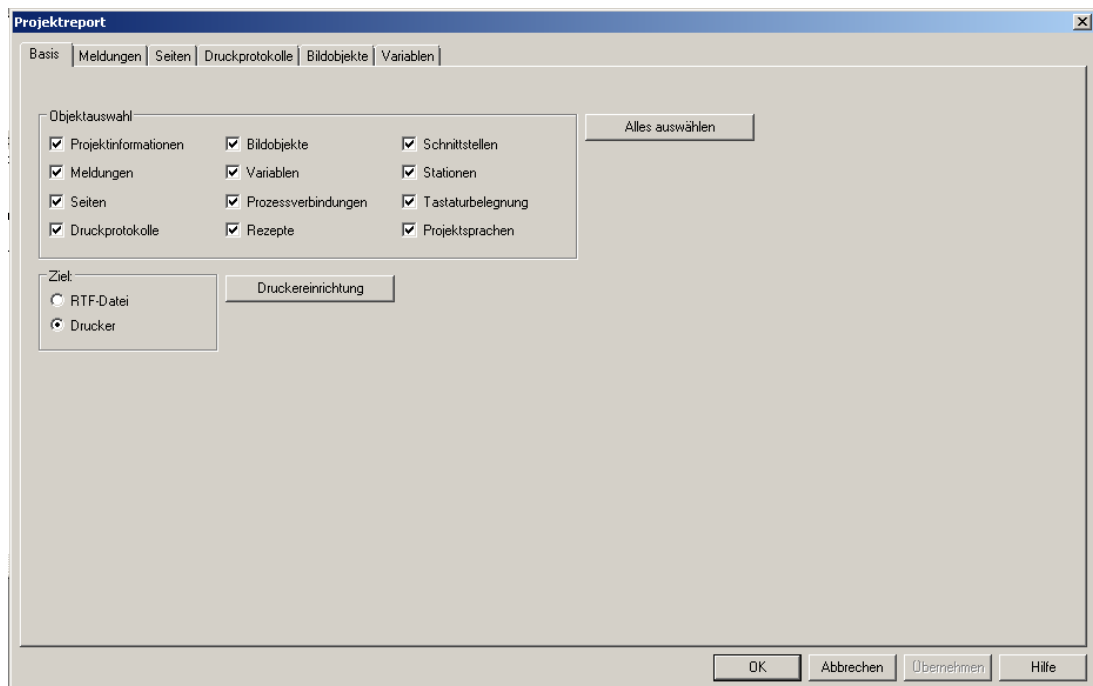 Projektreport
Basis Meldungen Seiten Druckprotokolle Bildobjekte Variablen
Objektauswahl
Alles auswählen
Projektinformationen Bildobjekte Schnittstellen
Meldungen Variablen Stationen
Seiten Prozessverbindungen Tastaturbelegnung
Druckprotokolle Rezepte Projektsprachen
Ziel:
Druckereinrichtung
RTF-Datei
Drucker
OK Abbrechen Übernehmen Hilfe